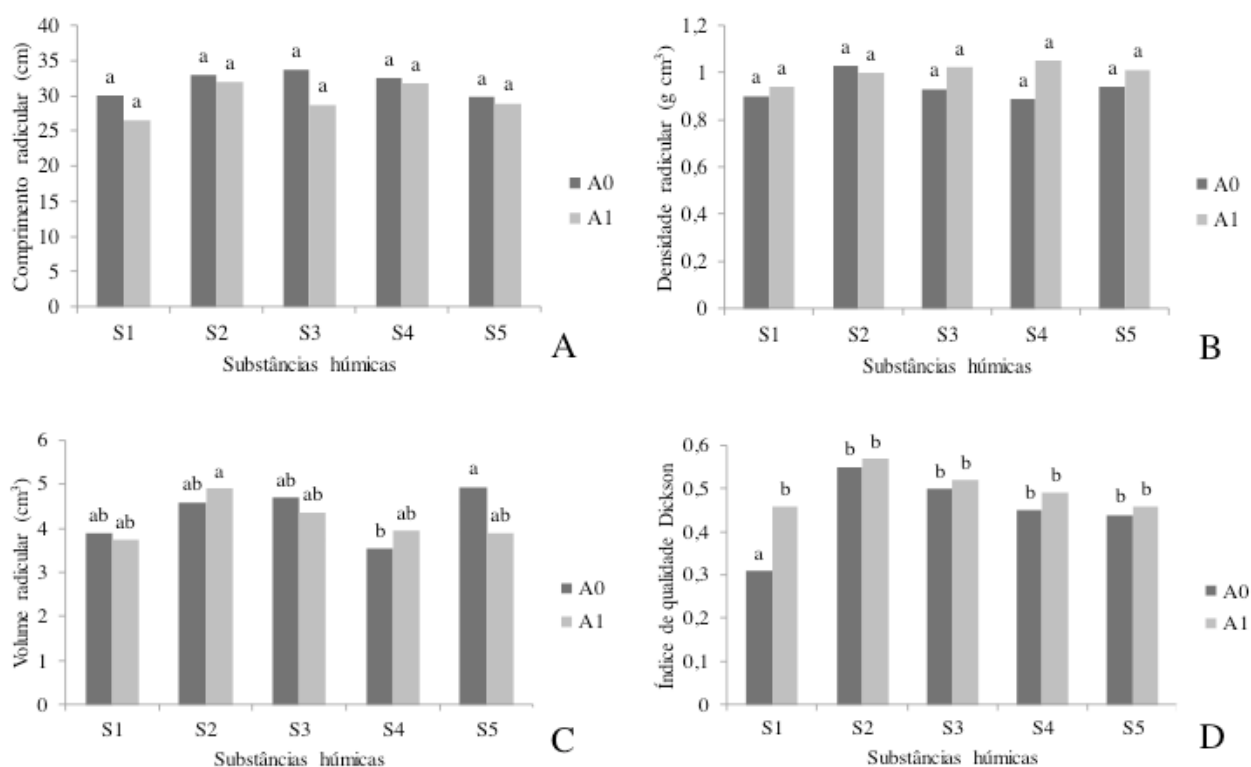 Comprimento radicular (cm)
40
35
30
25
20
15
10
5
0
a a a a a a a a a a
S1 S2 S3 S4 S5
Substâncias húmicas
A0
A1
A
Densidade radicular (g cm³)
1,2
1
0,8
0,6
0,4
0,2
0
a a a a a a a a a a
S1 S2 S3 S4 S5
Substâncias húmicas
A0
A1
B
Volume radicular (cm³)
6
5
4
3
2
1
0
ab ab ab a ab ab b ab a ab
S1 S2 S3 S4 S5
Substâncias húmicas
A0
A1
C
Índice de qualidade Dickson
0,6
0,5
0,4
0,3
0,2
0,1
0
a b b b b b b b b b
S1 S2 S3 S4 S5
Substâncias húmicas
A0
A1
D